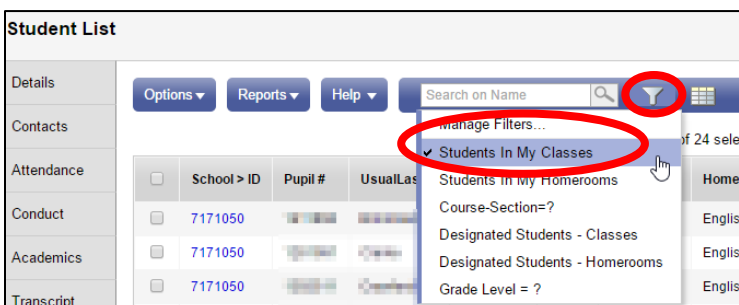 Student List
Details
Contacts
Attendance
Conduct
Academics
Transcript
Options Reports Help Search on Name
Manage Filters...
Students In My Classes
Students In My Homerooms
Course-Section=?
Designated Students - Classes
Designated Students - Homerooms
Grade Level = ?
of 24 sele
School > ID Pupil # UsualLas Home
7171050 Englis
7171050 Englis
7171050 Englis